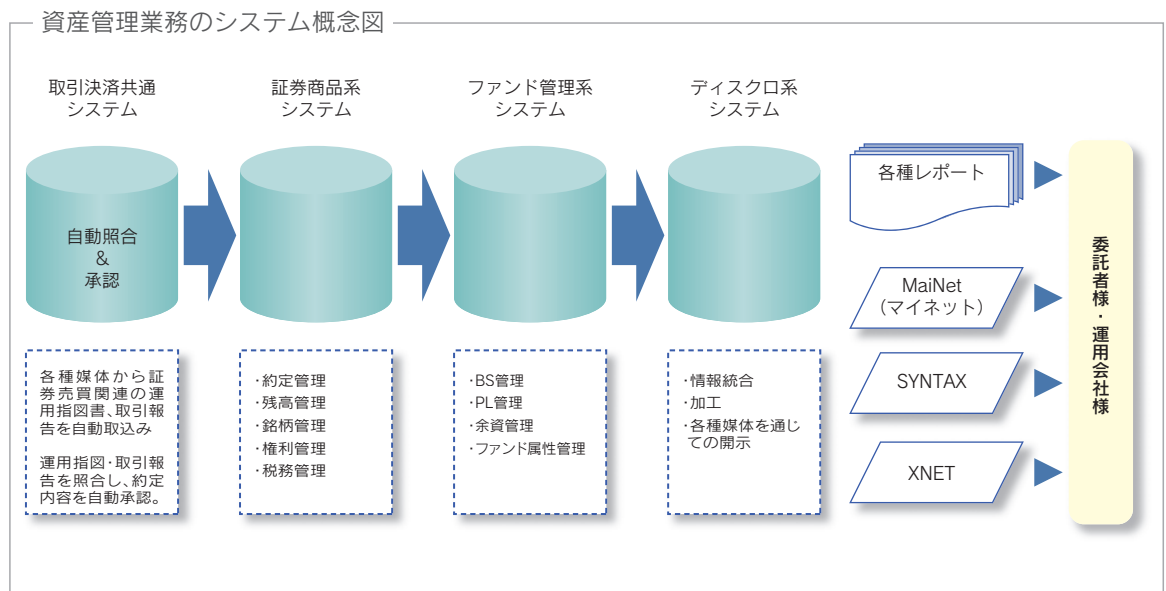 資産管理業務のシステム概念図
取引決済共通
システム
証券商品系
システム
ファンド管理系
システム
ディスクロ系
システム
自動照合
&
承認
各種媒体から証
券売買関連の運
用指図書、取引報
告を自動取込み
運用指図・取引報
告を照合し、約定
内容を自動承認。
・約定管理
・残高管理
・銘柄管理
・権利管理
・税務管理
・BS管理
・PL管理
・余資管理
・ファンド属性管理
・情報統合
・加工
・各種媒体を通じ
ての開示
各種レポート
MaiNet
（マイネット）
SYNTAX
XNET
委託者様・運用会社様